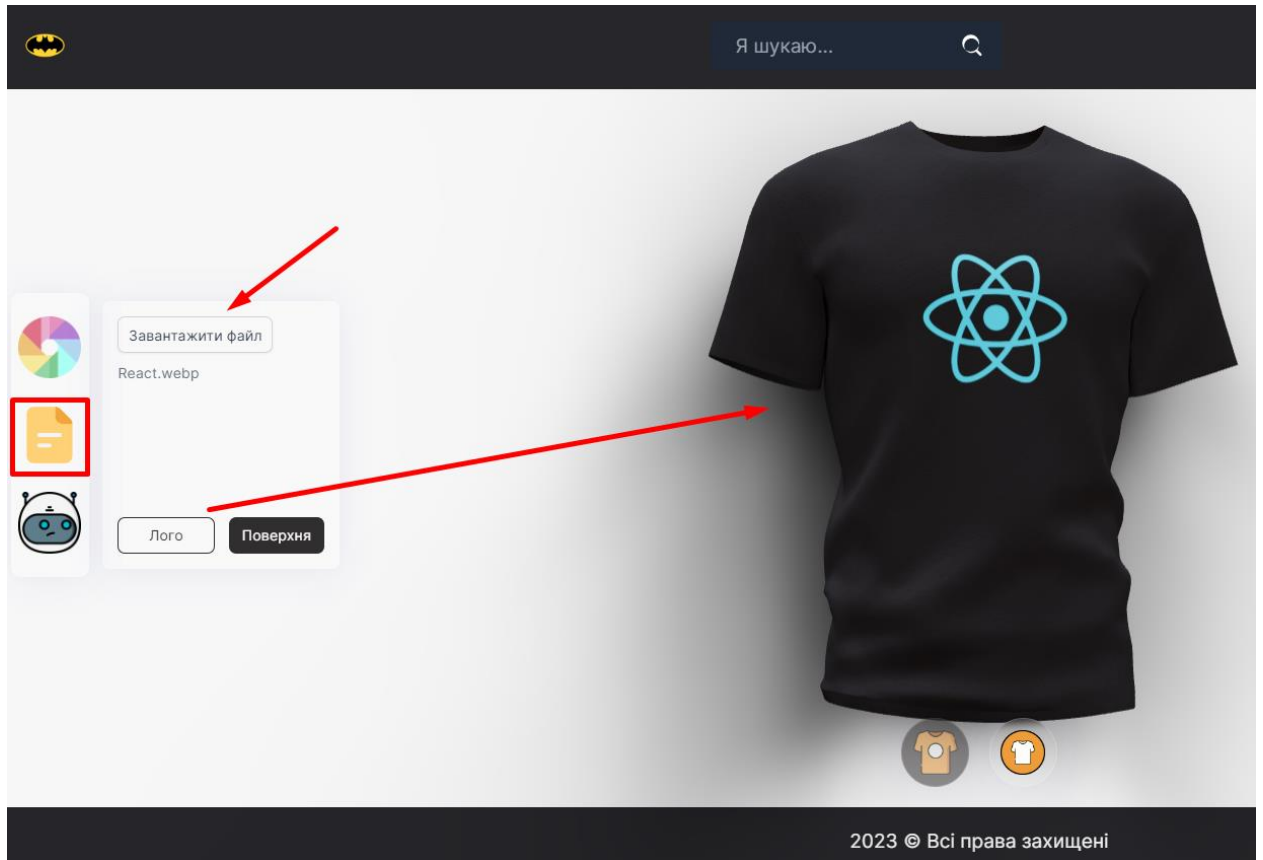 Я шукаю...
Завантажити файл
React.webp
Лого
Поверхня
2023 © Всі права захищені